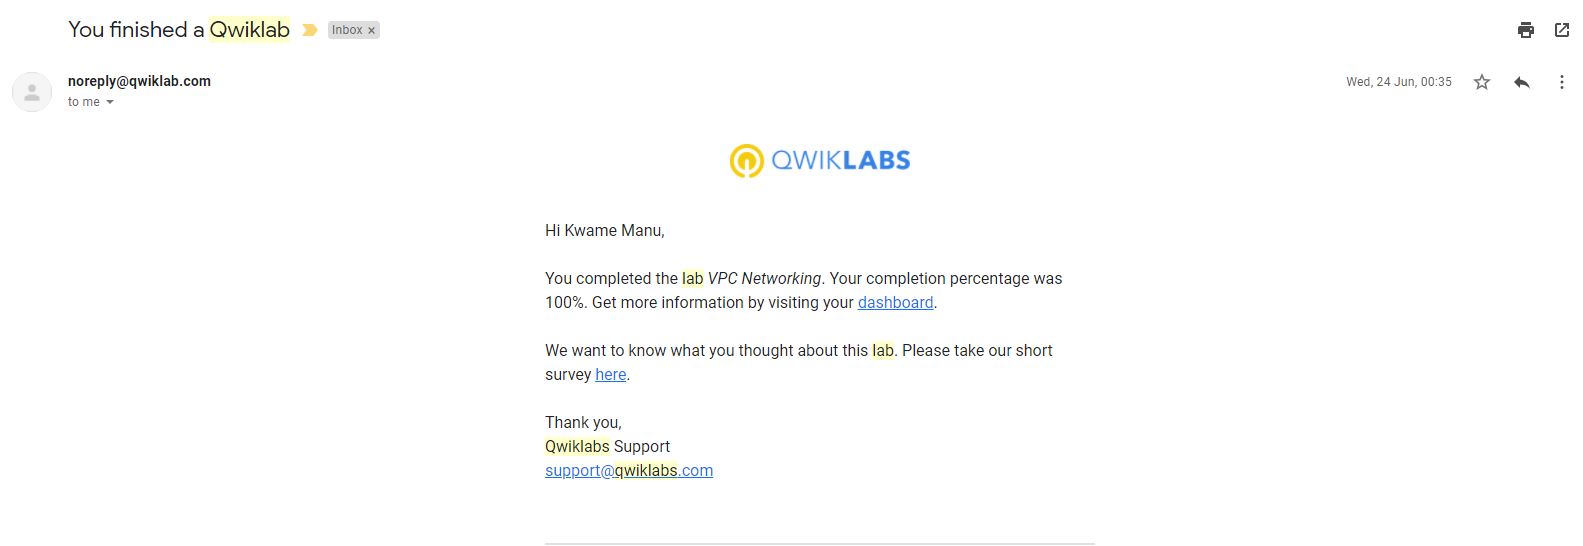 You finished a Qwiklab
Inbox ×
noreply@qwiklab.com
Wed, 24 Jun, 00:35
to me
QWIKLABS
Hi Kwame Manu,
You completed the lab VPC Networking. Your completion percentage was
100%. Get more information by visiting your dashboard.
We want to know what you thought about this lab. Please take our short
survey here.
Thank you,
Qwiklabs Support
support@qwiklabs.com